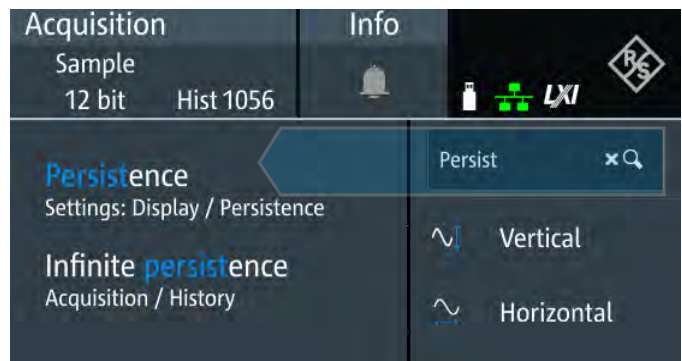 Acquisition
Info
Sample
12 bit
Hist 1056
R&S
LXI
Persistence
Settings: Display / Persistence
Infinite persistence
Acquisition / History
Persist
Vertical
Horizontal